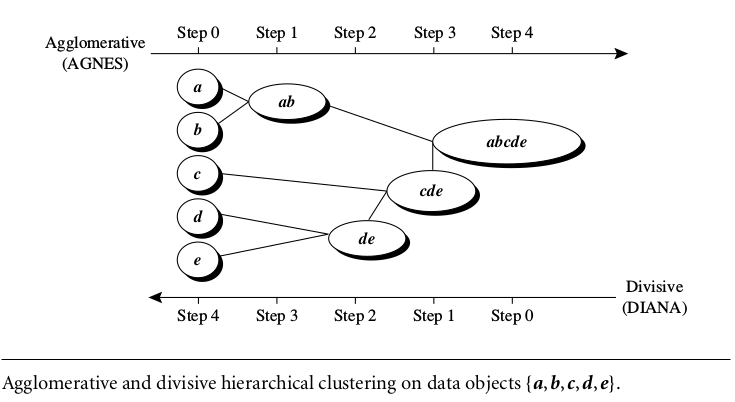 Agglomerative
(AGNES)
Step 0 Step 1 Step 2 Step 3 Step 4
a
ab
b
abcde
c
cde
d
de
e
Divisive
(DIANA)
Step 4 Step 3 Step 2 Step 1 Step 0
Agglomerative and divisive hierarchical clustering on data objects {a, b, c, d, e}.